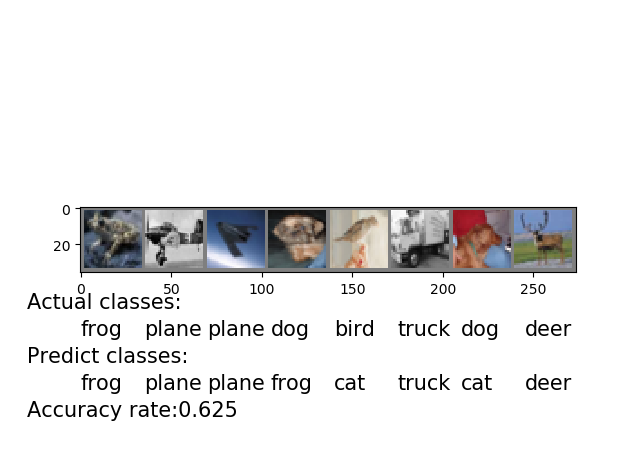 0
20
0 50 100 150 200 250
Actual classes:
frog plane plane dog bird truck dog deer
Predict classes:
frog plane plane frog cat truck cat deer
Accuracy rate:0.625